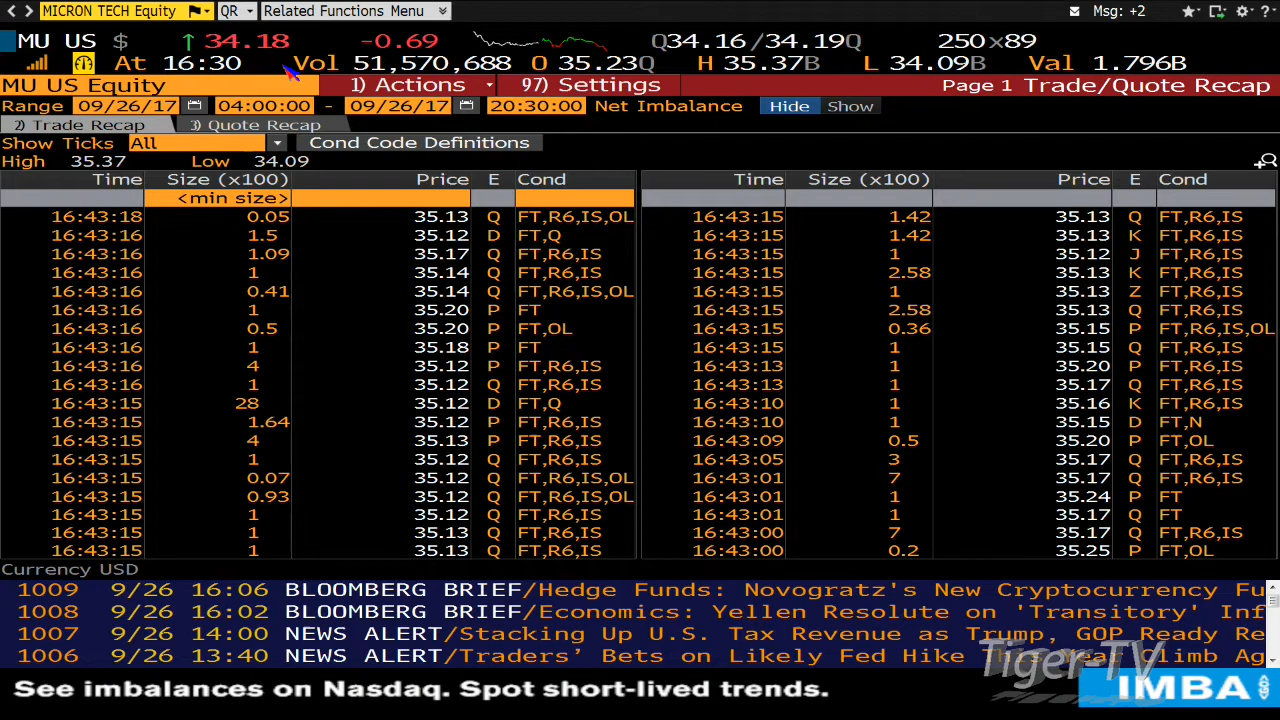 MICRON TECH Equity QR Related Functions Menu Msg: +2
MU US $ ↑ 34.18 -0.69 Q34.16/34.19Q 250×89
At 16:30 Vol 51,570,688 O 35.23Q H 35.37B L 34.09B Val 1.796B
MU US Equity 1) Actions 97) Settings Page 1 Trade/Quote Recap
Range 09/26/17 04:00:00 - 09/26/17 20:30:00 Net Imbalance Hide Show
2) Trade Recap 3) Quote Recap
Show Ticks All Cond Code Definitions
High 35.37 Low 34.09
Time Size (x100) Price E Cond Time Size (x100) Price E Cond
<min size>
16:43:18 0.05 35.13 Q FT,R6,IS,OL 16:43:15 1.42 35.13 Q FT,R6,IS
16:43:16 1.5 35.12 D FT,Q 16:43:15 1.42 35.13 K FT,R6,IS
16:43:16 1.09 35.17 Q FT,R6,IS 16:43:15 1 35.12 J FT,R6,IS
16:43:16 1 35.14 Q FT,R6,IS 16:43:15 2.58 35.13 K FT,R6,IS
16:43:16 0.41 35.14 Q FT,R6,IS,OL 16:43:15 1 35.13 Z FT,R6,IS
16:43:16 1 35.20 P FT 16:43:15 2.58 35.13 Q FT,R6,IS
16:43:16 0.5 35.20 P FT,OL 16:43:15 0.36 35.15 P FT,R6,IS,OL
16:43:16 1 35.18 P FT 16:43:15 1 35.15 Q FT,R6,IS
16:43:16 4 35.12 P FT,R6,IS 16:43:13 1 35.20 P FT,R6,IS
16:43:16 1 35.12 Q FT,R6,IS 16:43:13 1 35.17 Q FT,R6,IS
16:43:15 28 35.12 D FT,Q 16:43:10 1 35.16 K FT,R6,IS
16:43:15 1.64 35.12 P FT,R6,IS 16:43:10 1 35.15 D FT,N
16:43:15 4 35.13 P FT,R6,IS 16:43:09 0.5 35.20 P FT,OL
16:43:15 1 35.12 Q FT,R6,IS 16:43:05 3 35.17 Q FT,R6,IS
16:43:15 0.07 35.12 Q FT,R6,IS,OL 16:43:01 7 35.17 Q FT,R6,IS
16:43:15 0.93 35.12 Q FT,R6,IS,OL 16:43:01 1 35.24 P FT
16:43:15 1 35.12 Q FT,R6,IS 16:43:01 1 35.17 Q FT
16:43:15 1 35.13 Q FT,R6,IS 16:43:00 7 35.17 Q FT,R6,IS
16:43:15 1 35.13 Q FT,R6,IS 16:43:00 0.2 35.25 P FT,OL
Currency USD
1009 9/26 16:06 BLOOMBERG BRIEF/Hedge Funds: Novogratz's New Cryptocurrency Fu
1008 9/26 16:02 BLOOMBERG BRIEF/Economics: Yellen Resolute on 'Transitory' Inf
1007 9/26 14:00 NEWS ALERT/Stacking Up U.S. Tax Revenue as Trump, GOP Ready Re
1006 9/26 13:40 NEWS ALERT/Traders' Bets on Likely Fed Hike This Year Climb Ag
Tiger-TV
See imbalances on Nasdaq. Spot short-lived trends. IMBA